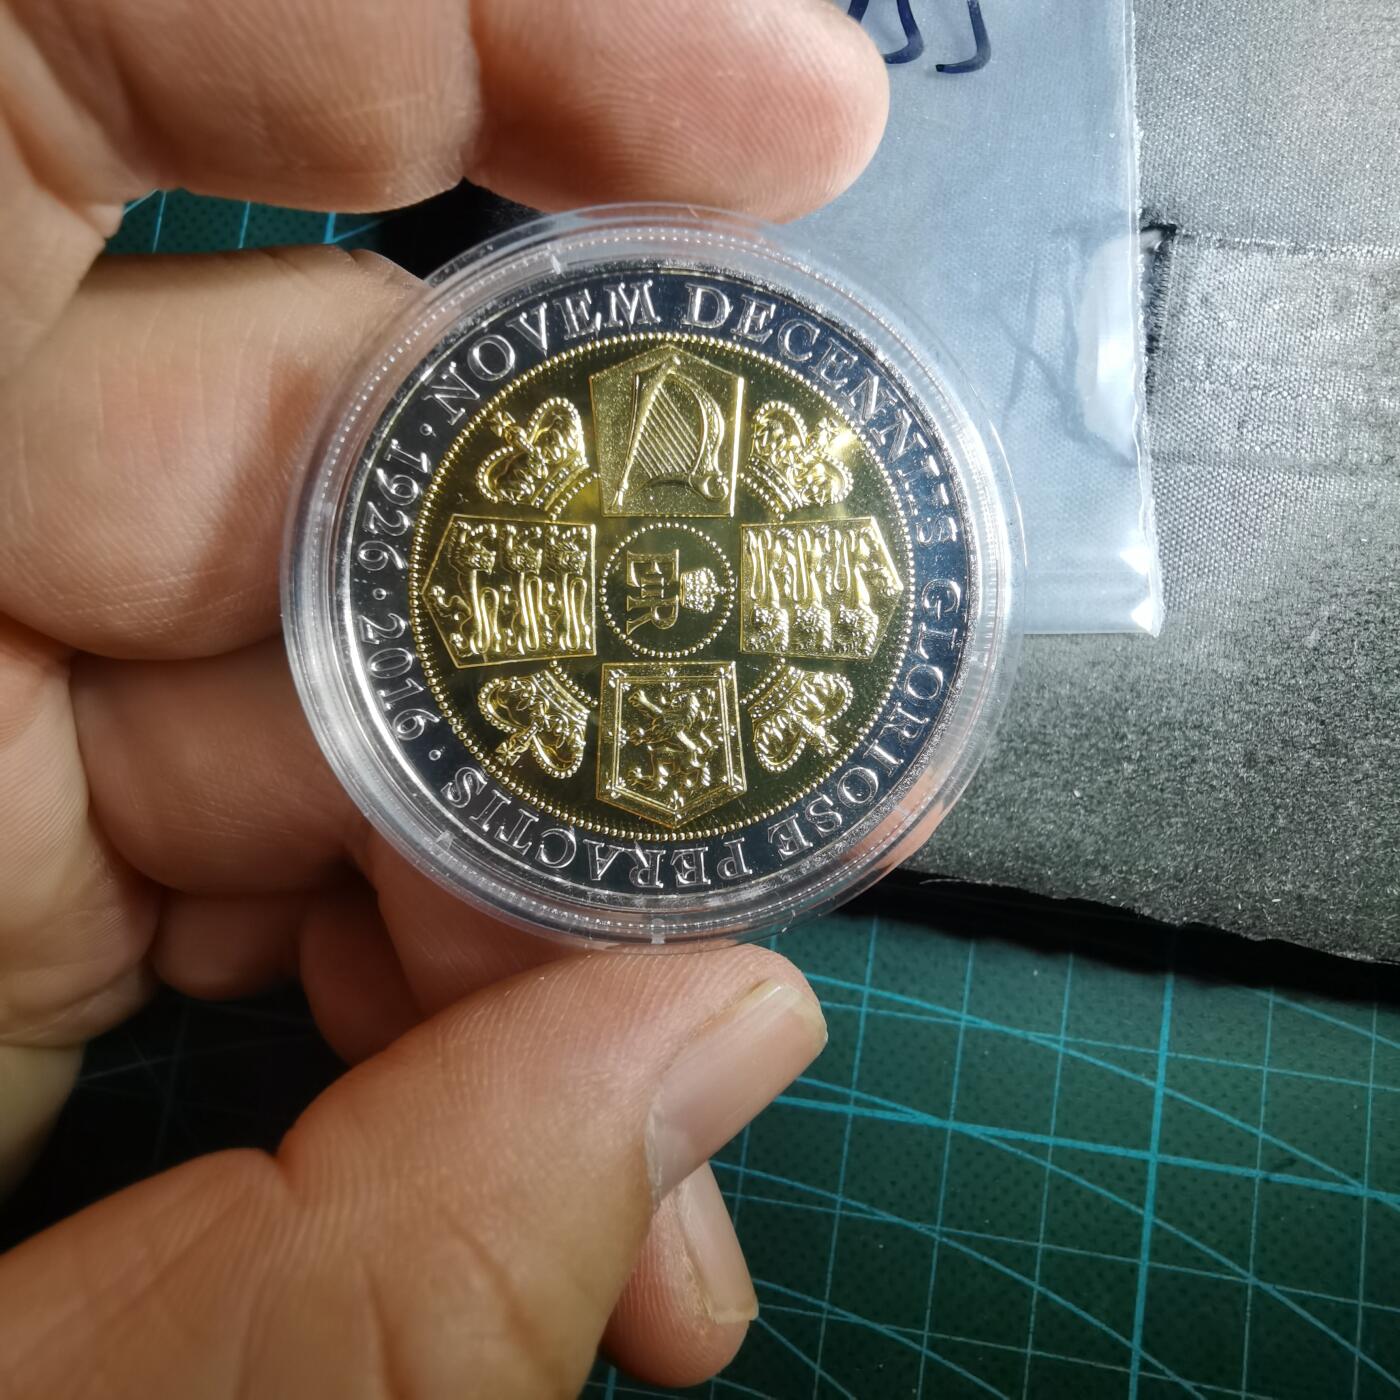 · NOVEM DECENNIIS GLORIOSE PERACTIS · 1926 · 2016
EIIR